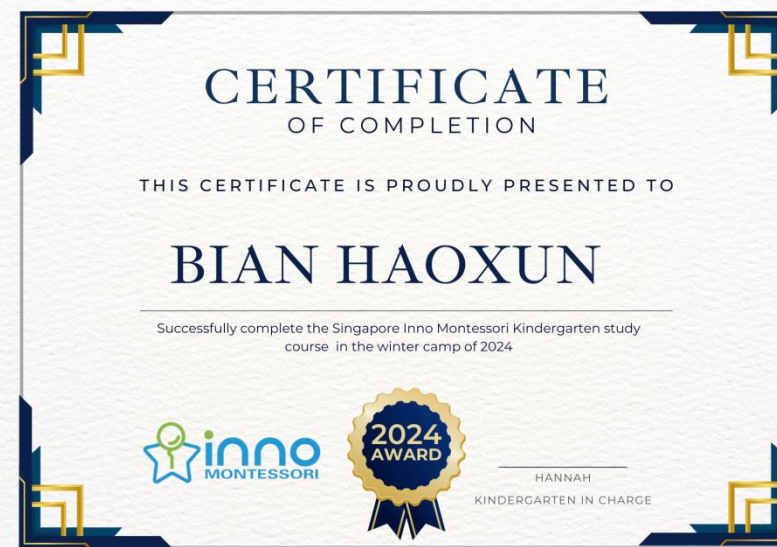 CERTIFICATE
OF COMPLETION
THIS CERTIFICATE IS PROUDLY PRESENTED TO
BIAN HAOXUN
Successfully complete the Singapore Inno Montessori Kindergarten study
course in the winter camp of 2024
inno
MONTESSORI
2024
AWARD
HANNAH
KINDERGARTEN IN CHARGE